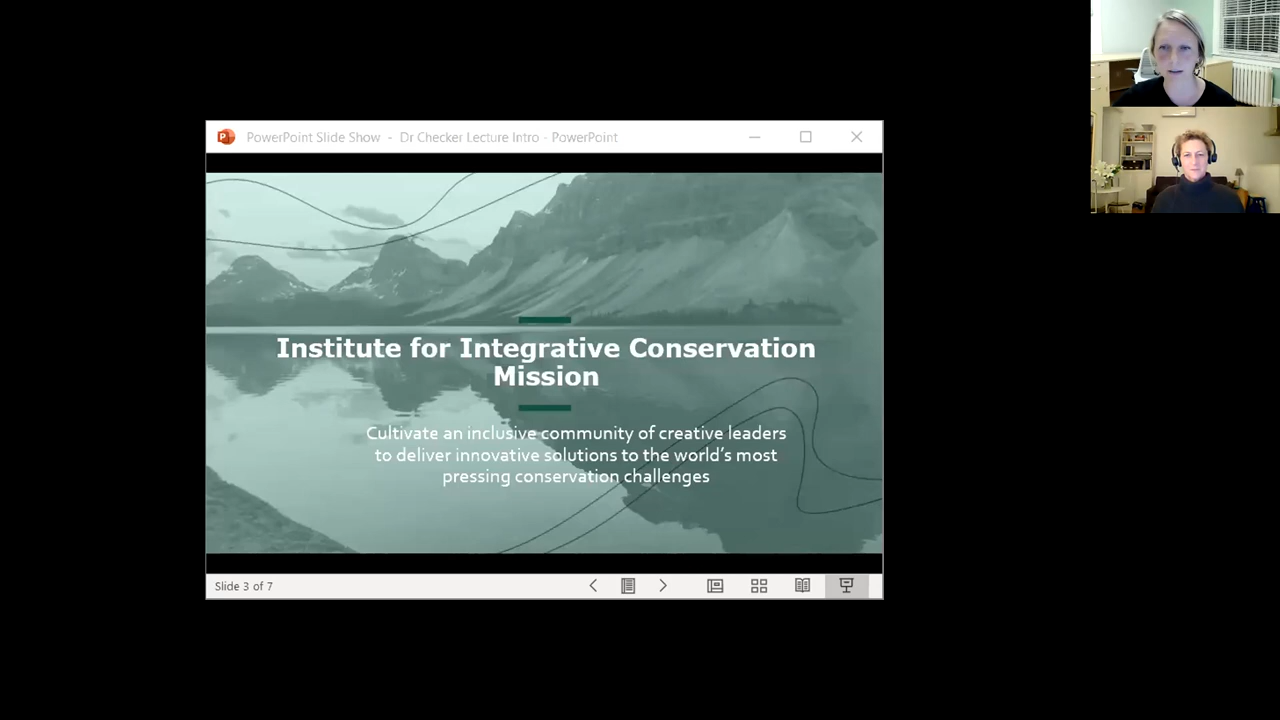 PowerPoint Slide Show - Dr Checker Lecture Intro - PowerPoint
Institute for Integrative Conservation
Mission
Cultivate an inclusive community of creative leaders
to deliver innovative solutions to the world's most
pressing conservation challenges
Slide 3 of 7